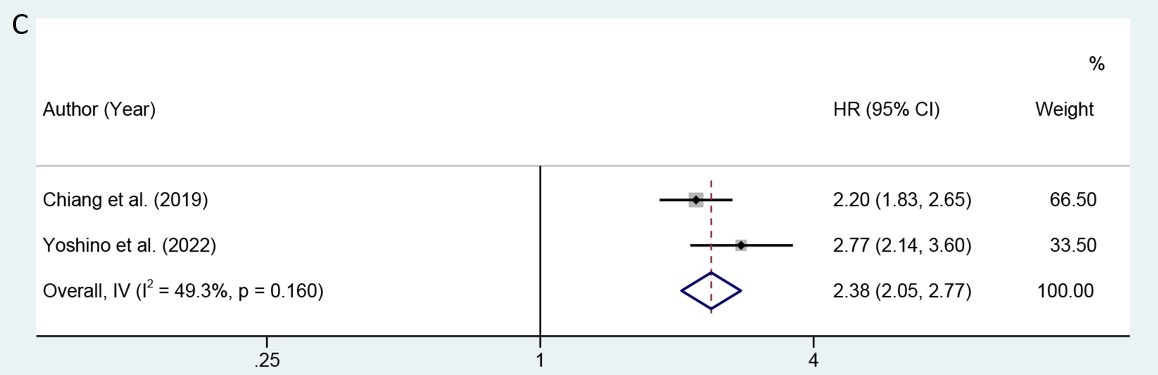 C
%
Author (Year) HR (95% CI) Weight
Chiang et al. (2019) 2.20 (1.83, 2.65) 66.50
Yoshino et al. (2022) 2.77 (2.14, 3.60) 33.50
Overall, IV (I² = 49.3%, p = 0.160) 2.38 (2.05, 2.77) 100.00
.25 1 4